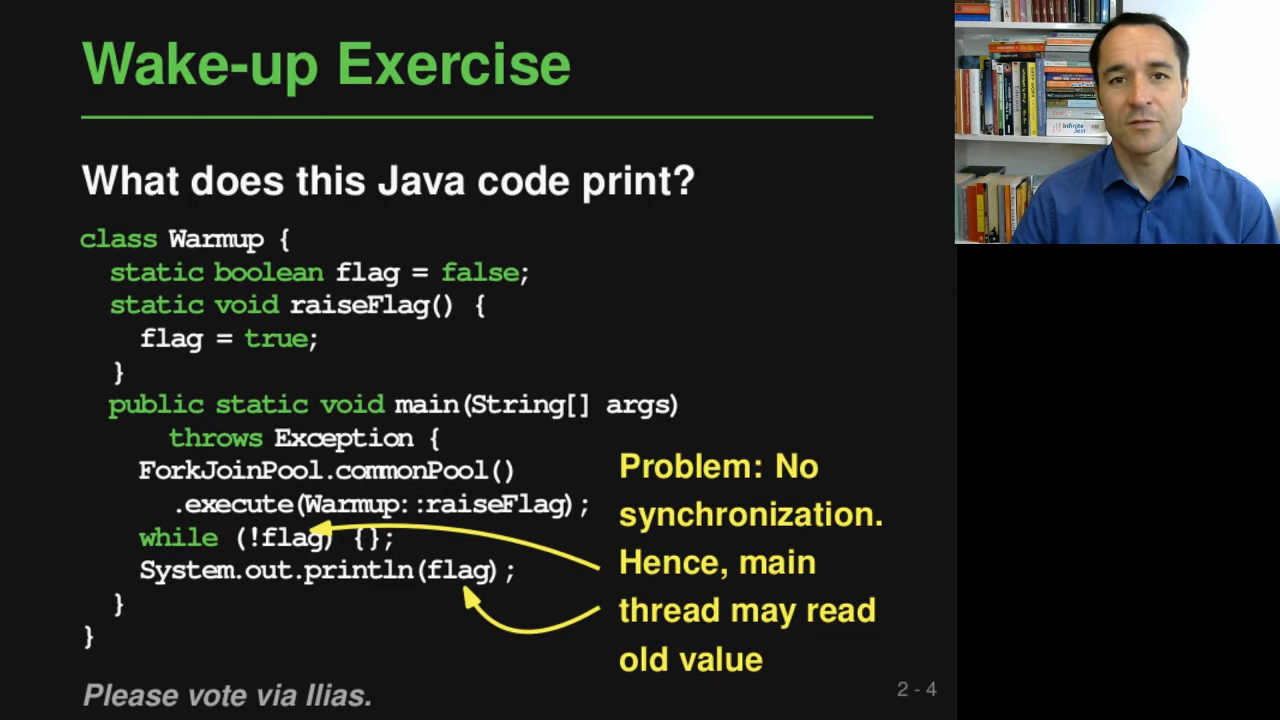 Wake-up Exercise
What does this Java code print?
class Warmup {
static boolean flag = false;
static void raiseFlag() {
flag = true;
}
public static void main(String[] args)
throws Exception {
ForkJoinPool.commonPool()
.execute(Warmup::raiseFlag);
while (!flag) {};
System.out.println(flag);
}
}
Problem: No
synchronization.
Hence, main
thread may read
old value
Please vote via Ilias.
2 - 4
Infinite
Jest